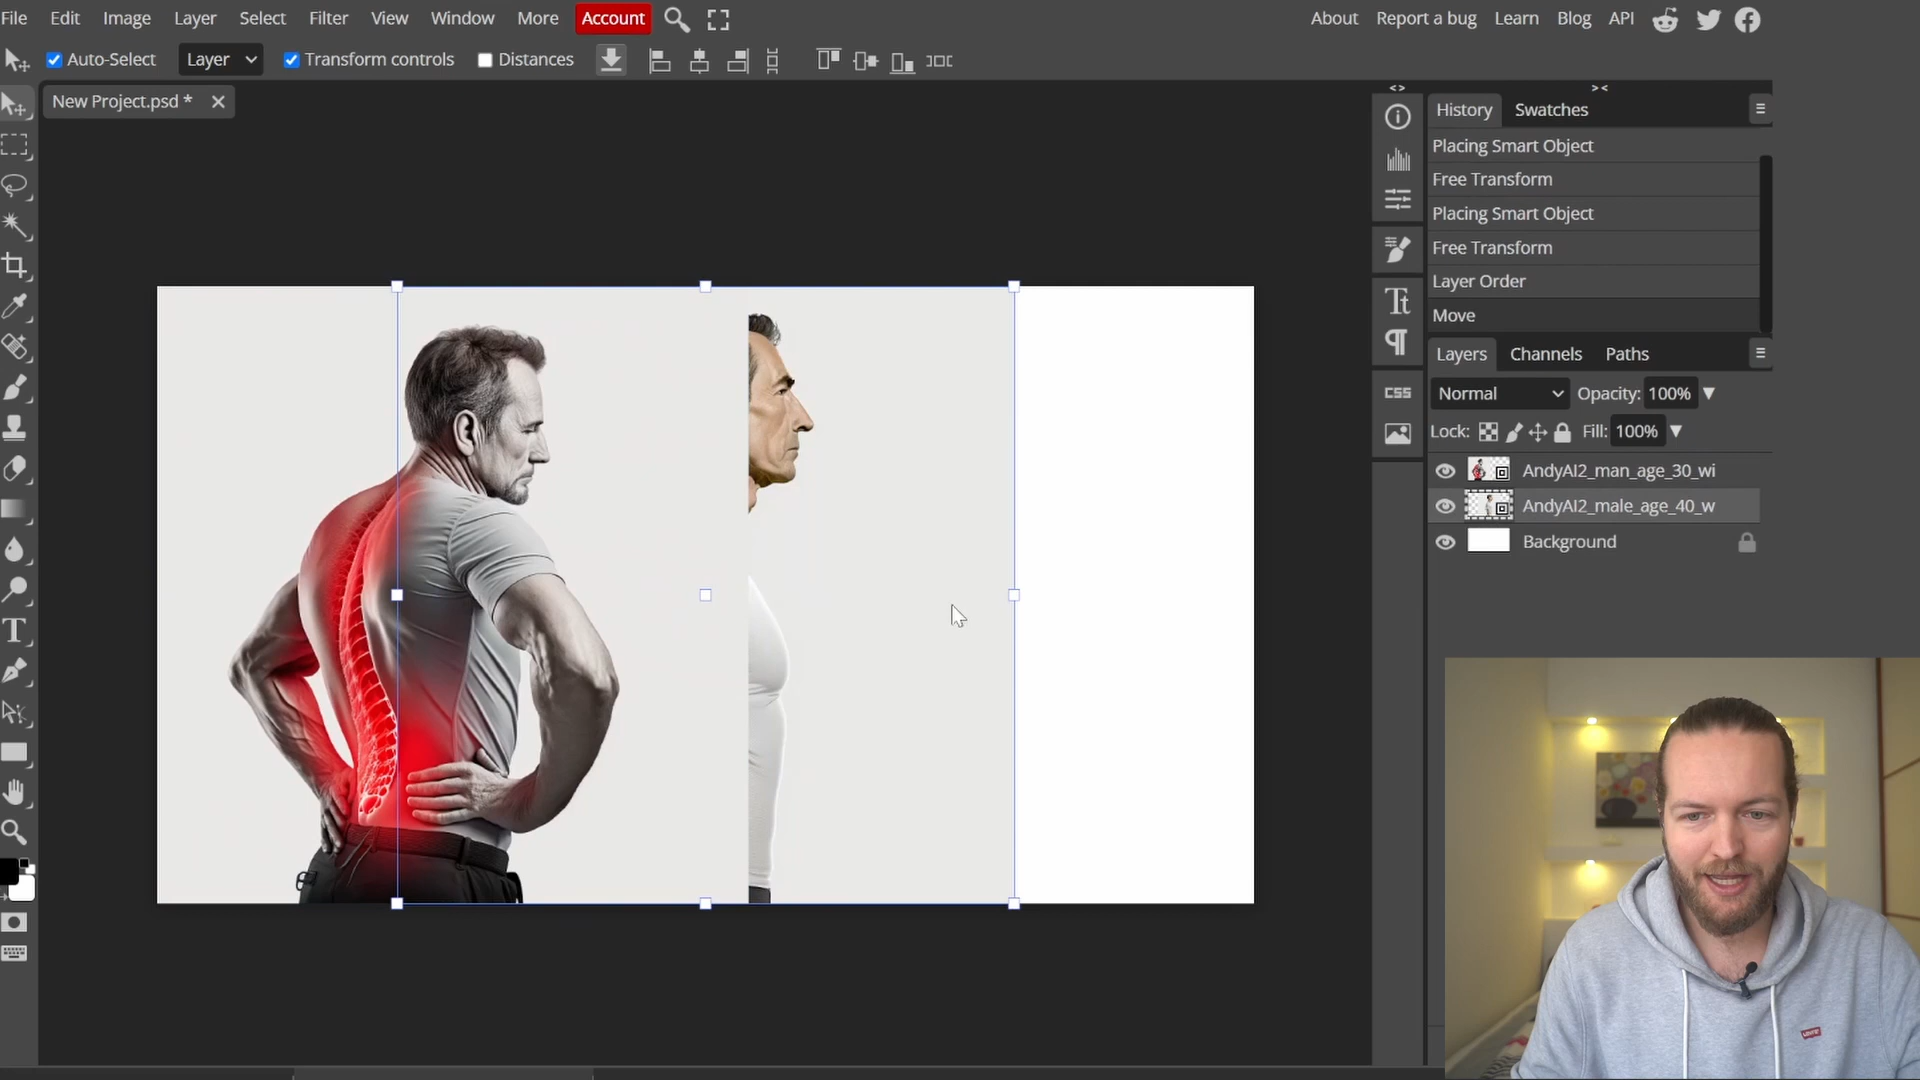 File Edit Image Layer Select Filter View Window More Account About Report a bug Learn Blog API
Auto-Select Layer Transform controls Distances
New Project.psd *
History Swatches
Placing Smart Object
Free Transform
Placing Smart Object
Free Transform
Layer Order
Move
Layers Channels Paths
CSS
Normal Opacity: 100%
Lock: Fill: 100%
AndyAI2_man_age_30_wi
AndyAI2_male_age_40_w
Background